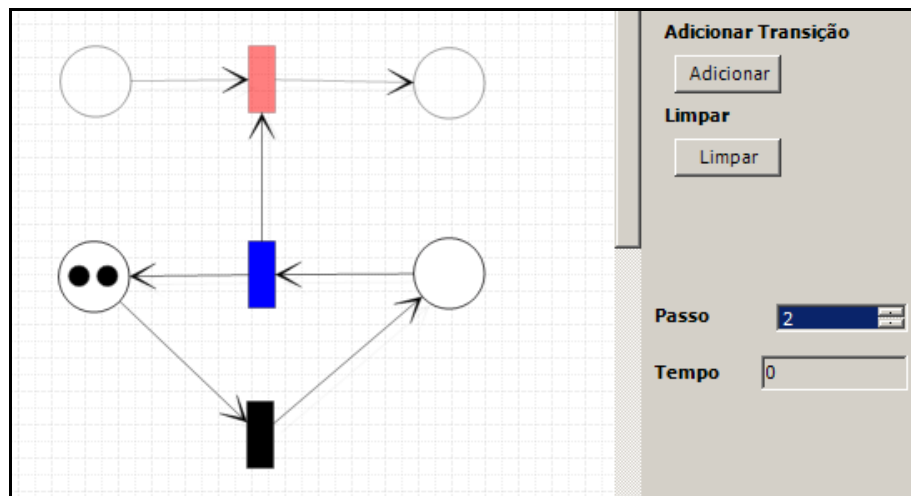 Adicionar Transição
Adicionar
Limpar
Limpar
Passo 2
Tempo 0